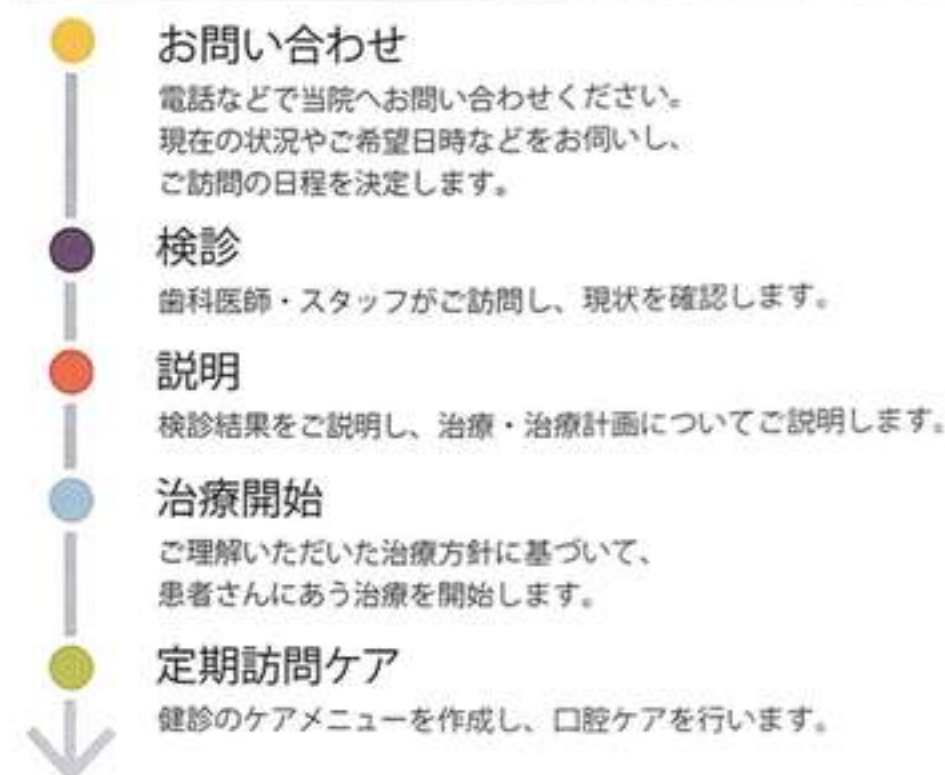 お問い合わせ
電話などで当院へお問い合わせください。
現在の状況やご希望日時などをお伺いし、
ご訪問の日程を決定します。
検診
歯科医師・スタッフがご訪問し、現状を確認します。
説明
検診結果をご説明し、治療・治療計画についてご説明します。
治療開始
ご理解いただいた治療方針に基づいて、
患者さんにあう治療を開始します。
定期訪問ケア
健診のケアメニューを作成し、口腔ケアを行います。